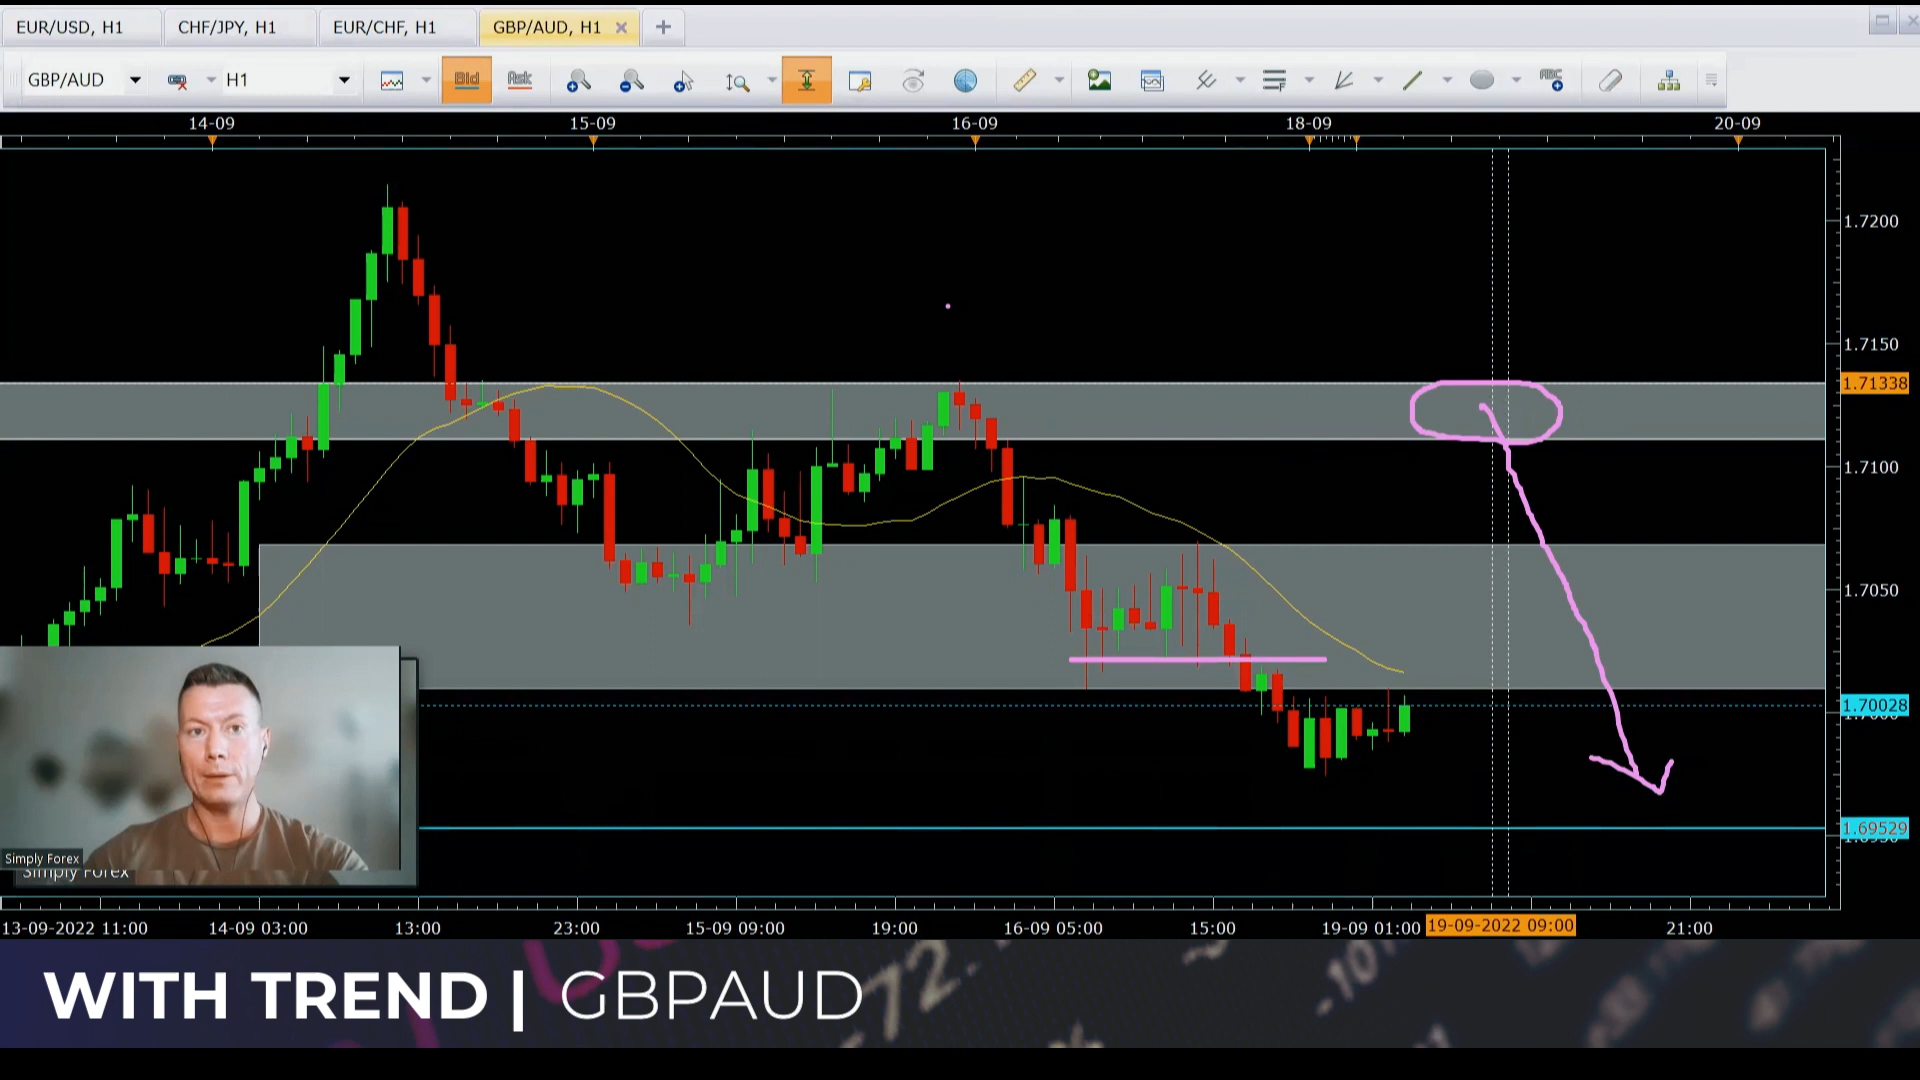 EUR/USD, H1 CHF/JPY, H1 EUR/CHF, H1 GBP/AUD, H1
GBP/AUD H1 Bid Ask ABC
14-09 15-09 16-09 18-09 20-09
1.7200
1.7150
1.71338
1.7100
1.7050
1.70028
1.69529
Simply Forex
Simply Forex
13-09-2022 11:00 14-09 03:00 13:00 23:00 15-09 09:00 19:00 16-09 05:00 15:00 19-09 01:00 19-09-2022 09:00 21:00
WITH TREND | GBPAUD